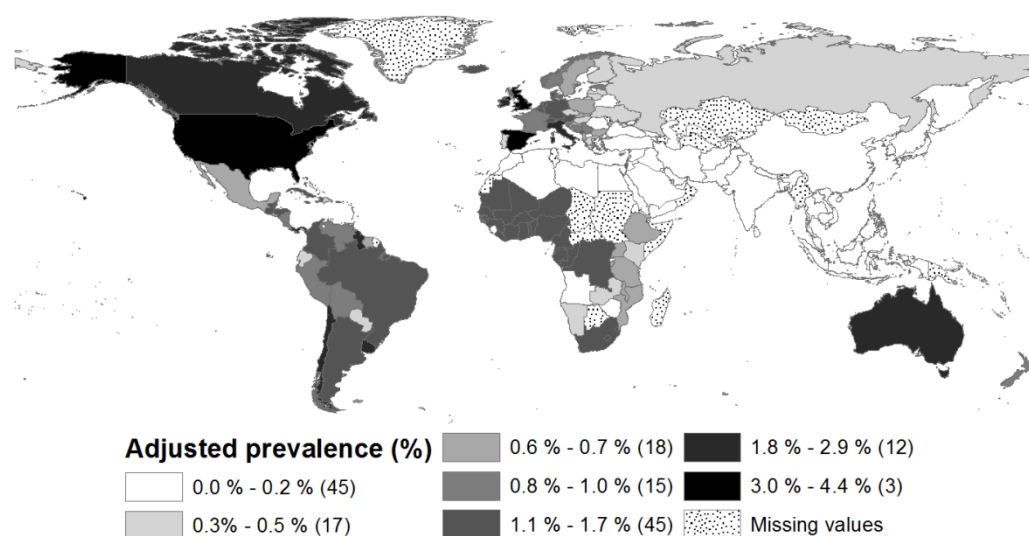 Adjusted prevalence (%)
0.0 % - 0.2 % (45)
0.3% - 0.5 % (17)
0.6 % - 0.7 % (18)
0.8 % - 1.0 % (15)
1.1 % - 1.7 % (45)
1.8 % - 2.9 % (12)
3.0 % - 4.4 % (3)
Missing values